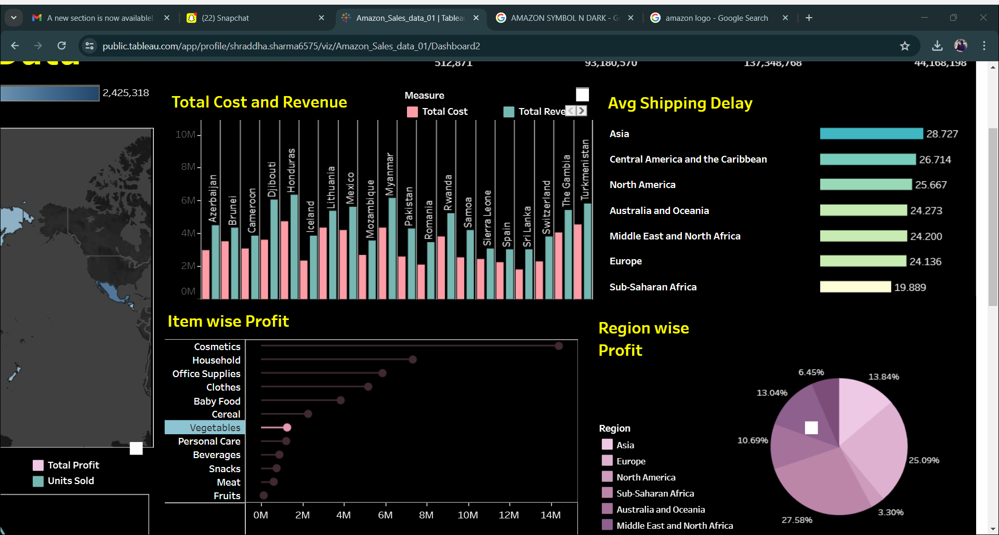 A new section is now available!
(22) Snapchat
Amazon_Sales_data_01 | Tablea
AMAZON SYMBOL N DARK - G
amazon logo - Google Search
public.tableau.com/app/profile/shraddha.sharma6575/viz/Amazon_Sales_data_01/Dashboard2
Data
512,871
93,180,570
137,348,768
44,168,198
2,425,318
Total Cost and Revenue
Measure
Total Cost
Total Reve
10M
8M
6M
4M
2M
0M
Azerbaijan
Brunei
Cameroon
Djibouti
Honduras
Iceland
Lithuania
Mexico
Mozambique
Myanmar
Pakistan
Romania
Rwanda
Samoa
Sierra Leone
Spain
Sri Lanka
Switzerland
The Gambia
Turkmenistan
Avg Shipping Delay
Asia 28.727
Central America and the Caribbean 26.714
North America 25.667
Australia and Oceania 24.273
Middle East and North Africa 24.200
Europe 24.136
Sub-Saharan Africa 19.889
Total Profit
Units Sold
Item wise Profit
Cosmetics
Household
Office Supplies
Clothes
Baby Food
Cereal
Vegetables
Personal Care
Beverages
Snacks
Meat
Fruits
0M 2M 4M 6M 8M 10M 12M 14M
Region wise
Profit
6.45%
13.84%
13.04%
10.69%
25.09%
3.30%
27.58%
Region
Asia
Europe
North America
Sub-Saharan Africa
Australia and Oceania
Middle East and North Africa